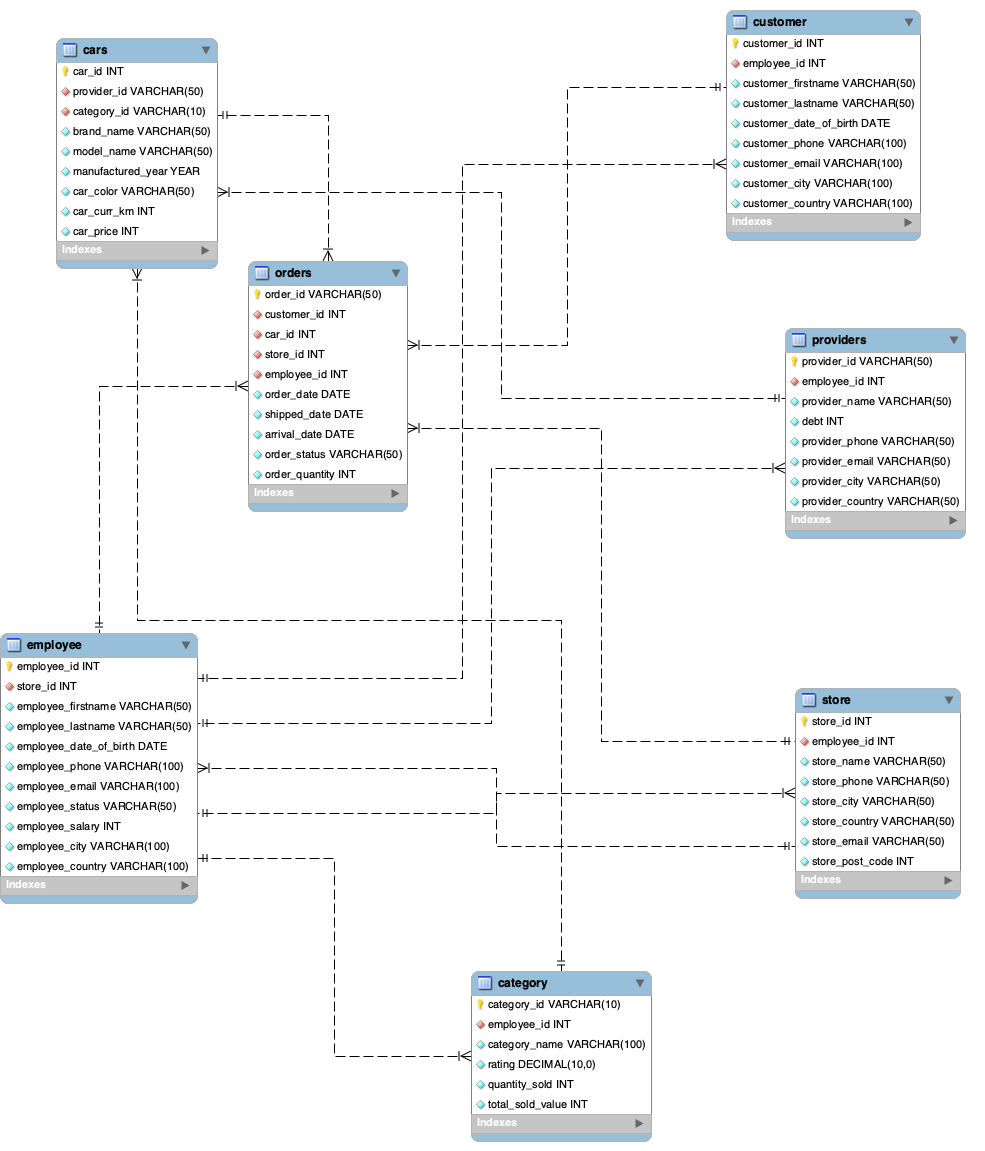 cars
car_id INT
provider_id VARCHAR(50)
category_id VARCHAR(10)
brand_name VARCHAR(50)
model_name VARCHAR(50)
manufactured_year YEAR
car_color VARCHAR(50)
car_curr_km INT
car_price INT
Indexes
customer
customer_id INT
employee_id INT
customer_firstname VARCHAR(50)
customer_lastname VARCHAR(50)
customer_date_of_birth DATE
customer_phone VARCHAR(100)
customer_email VARCHAR(100)
customer_city VARCHAR(100)
customer_country VARCHAR(100)
Indexes
orders
order_id VARCHAR(50)
customer_id INT
car_id INT
store_id INT
employee_id INT
order_date DATE
shipped_date DATE
arrival_date DATE
order_status VARCHAR(50)
order_quantity INT
Indexes
providers
provider_id VARCHAR(50)
employee_id INT
provider_name VARCHAR(50)
debt INT
provider_phone VARCHAR(50)
provider_email VARCHAR(50)
provider_city VARCHAR(50)
provider_country VARCHAR(50)
Indexes
employee
employee_id INT
store_id INT
employee_firstname VARCHAR(50)
employee_lastname VARCHAR(50)
employee_date_of_birth DATE
employee_phone VARCHAR(100)
employee_email VARCHAR(100)
employee_status VARCHAR(50)
employee_salary INT
employee_city VARCHAR(100)
employee_country VARCHAR(100)
Indexes
store
store_id INT
employee_id INT
store_name VARCHAR(50)
store_phone VARCHAR(50)
store_city VARCHAR(50)
store_country VARCHAR(50)
store_email VARCHAR(50)
store_post_code INT
Indexes
category
category_id VARCHAR(10)
employee_id INT
category_name VARCHAR(100)
rating DECIMAL(10,0)
quantity_sold INT
total_sold_value INT
Indexes